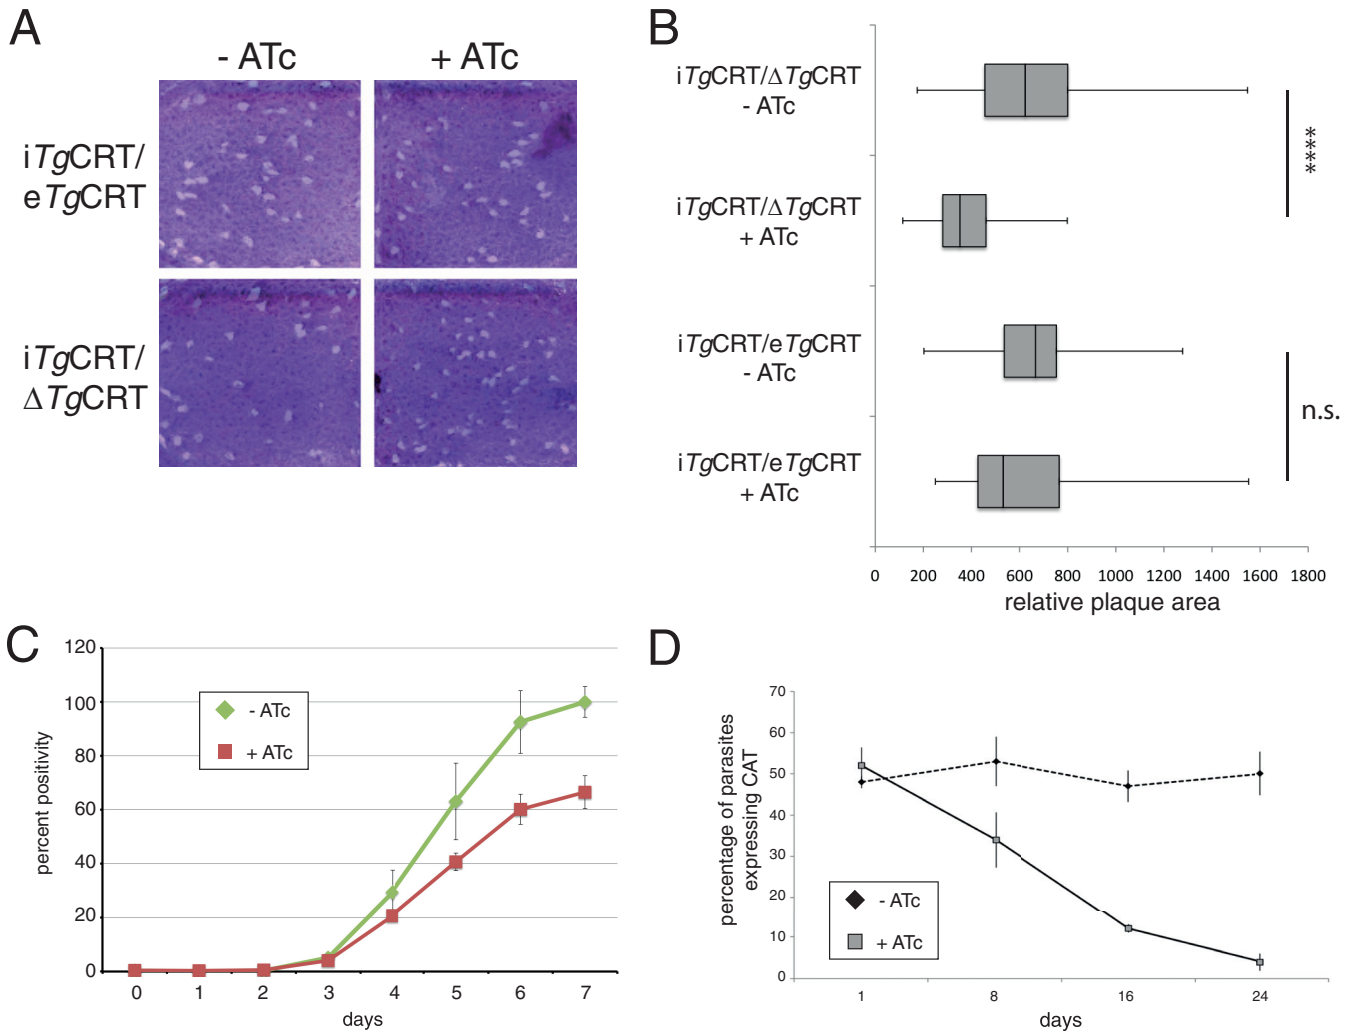 A
- ATc
+ ATc
iTgCRT/
eTgCRT
iTgCRT/
ΔTgCRT
B
iTgCRT/ΔTgCRT
- ATc
iTgCRT/ΔTgCRT
+ ATc
iTgCRT/eTgCRT
- ATc
iTgCRT/eTgCRT
+ ATc
****
n.s.
0 200 400 600 800 1000 1200 1400 1600 1800
relative plaque area
C
120
100
80
60
40
20
0
percent positivity
- ATc
+ ATc
0 1 2 3 4 5 6 7
days
D
70
60
50
40
30
20
10
0
percentage of parasites
expressing CAT
- ATc
+ ATc
1 8 16 24
days